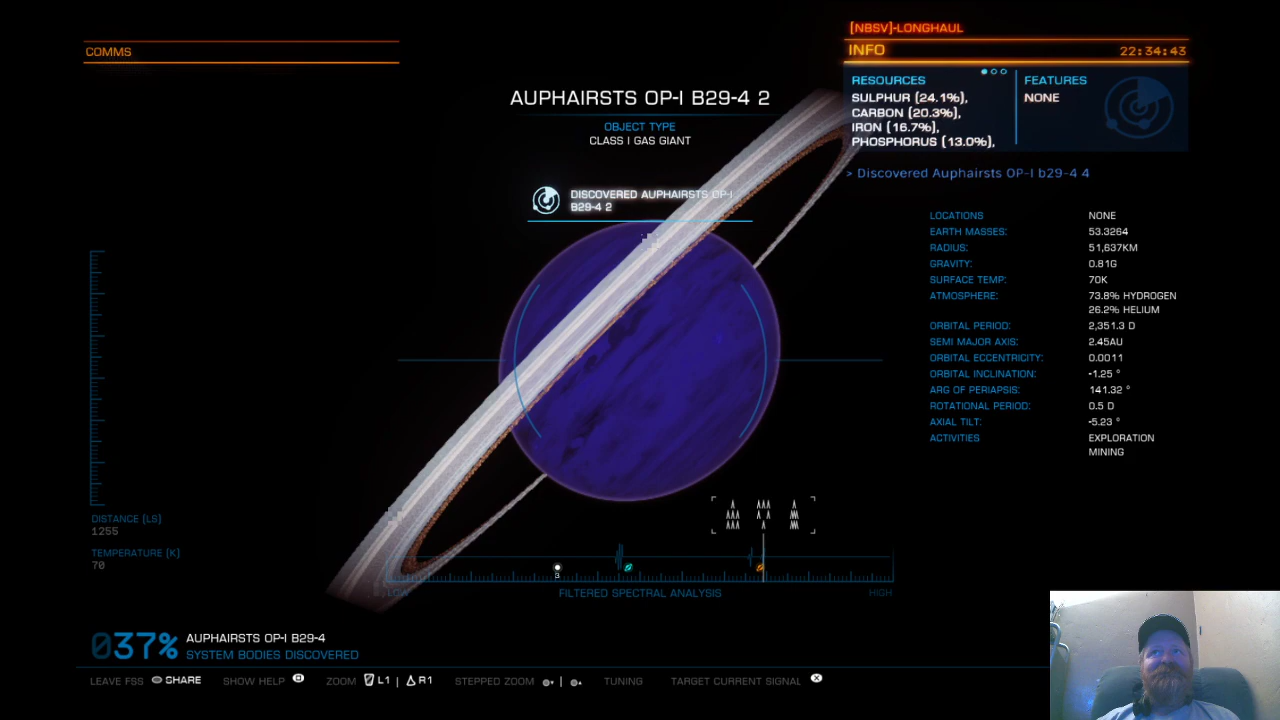 COMMS
[NBSV]-LONGHAUL
INFO
22:34:43
RESOURCES
SULPHUR (24.1%),
CARBON (20.3%),
IRON (16.7%),
PHOSPHORUS (13.0%),
FEATURES
NONE
> Discovered Auphairsts OP-I b29-4 4
AUPHAIRSTS OP-I B29-4 2
OBJECT TYPE
CLASS I GAS GIANT
DISCOVERED AUPHAIRSTS OP-I
B29-4 2
LOCATIONS NONE
EARTH MASSES: 53.3264
RADIUS: 51,637KM
GRAVITY: 0.81G
SURFACE TEMP: 70K
ATMOSPHERE: 73.8% HYDROGEN
26.2% HELIUM
ORBITAL PERIOD: 2,351.3 D
SEMI MAJOR AXIS: 2.45AU
ORBITAL ECCENTRICITY: 0.0011
ORBITAL INCLINATION: -1.25 °
ARG OF PERIAPSIS: 141.32 °
ROTATIONAL PERIOD: 0.5 D
AXIAL TILT: -5.23 °
ACTIVITIES EXPLORATION
MINING
DISTANCE (LS)
1255
TEMPERATURE (K)
70
3
LOW FILTERED SPECTRAL ANALYSIS HIGH
037% AUPHAIRSTS OP-I B29-4
SYSTEM BODIES DISCOVERED
LEAVE FSS SHARE SHOW HELP ZOOM L1 | R1 STEPPED ZOOM | TUNING TARGET CURRENT SIGNAL